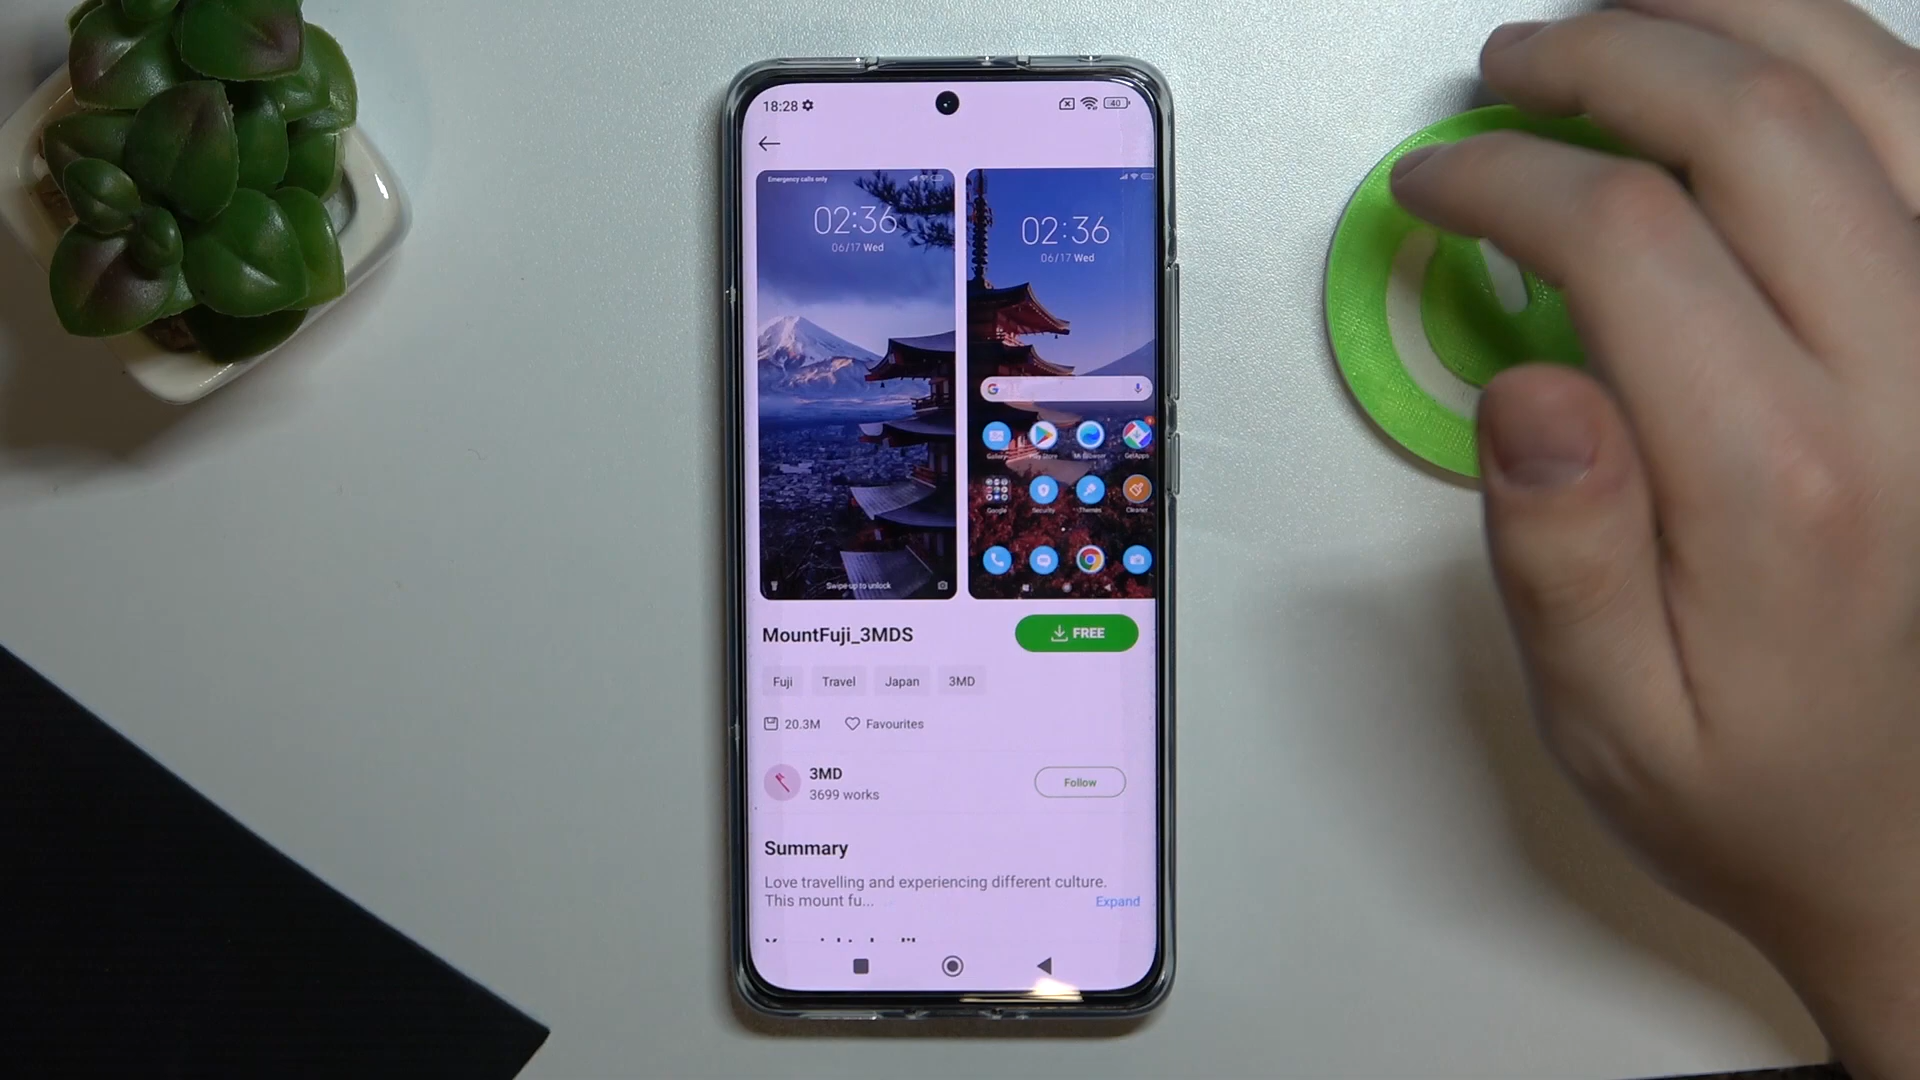 18:28
40
Emergency calls only
02:36
06/17 Wed
Swipe up to unlock
02:36
06/17 Wed
Gallery Play Store Mi Browser GetApps
Google Security Themes Cleaner
MountFuji_3MDS
FREE
Fuji Travel Japan 3MD
20.3M Favourites
3MD
3699 works
Follow
Summary
Love travelling and experiencing different culture.
This mount fu...
Expand